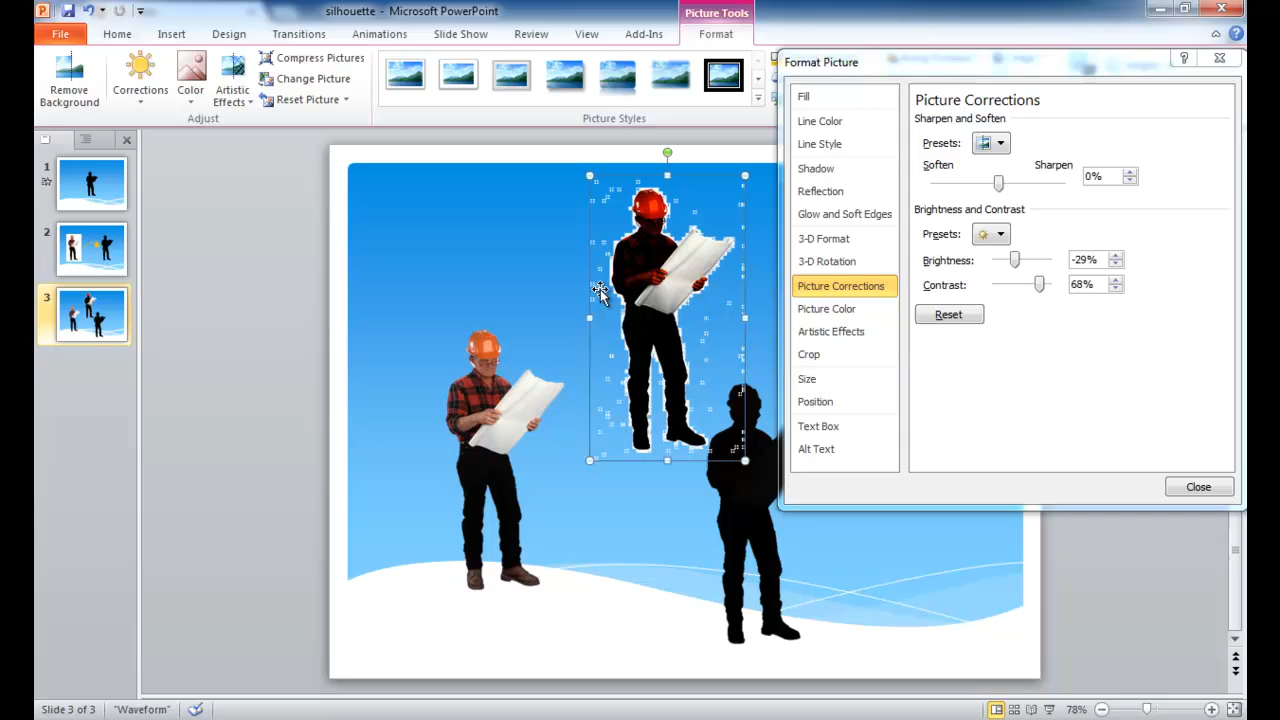 silhouette - Microsoft PowerPoint
Picture Tools
File Home Insert Design Transitions Animations Slide Show Review View Add-Ins Format
Remove Background
Corrections
Color
Artistic Effects
Compress Pictures
Change Picture
Reset Picture
Adjust
Picture Styles
1
2
3
Format Picture
Fill
Line Color
Line Style
Shadow
Reflection
Glow and Soft Edges
3-D Format
3-D Rotation
Picture Corrections
Picture Color
Artistic Effects
Crop
Size
Position
Text Box
Alt Text
Picture Corrections
Sharpen and Soften
Presets:
Soften Sharpen
0%
Brightness and Contrast
Presets:
Brightness: -29%
Contrast: 68%
Reset
Close
Slide 3 of 3 "Waveform" 78%